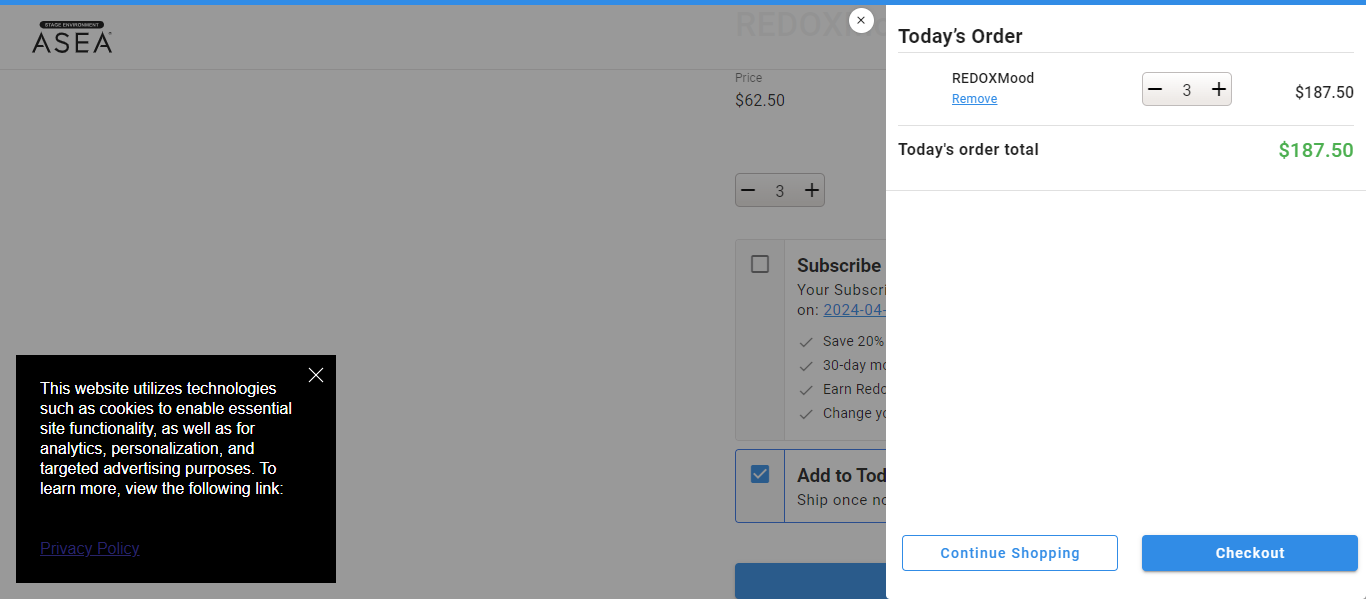 STAGE ENVIRONMENT
ASEA
REDOX
Price
$62.50
3
Subscribe
Your Subscri
on: 2024-04-
Save 20%
30-day mo
Earn Redo
Change yo
Add to Tod
Ship once no
This website utilizes technologies
such as cookies to enable essential
site functionality, as well as for
analytics, personalization, and
targeted advertising purposes. To
learn more, view the following link:
Privacy Policy
Today’s Order
REDOXMood
Remove
3
$187.50
Today's order total
$187.50
Continue Shopping
Checkout